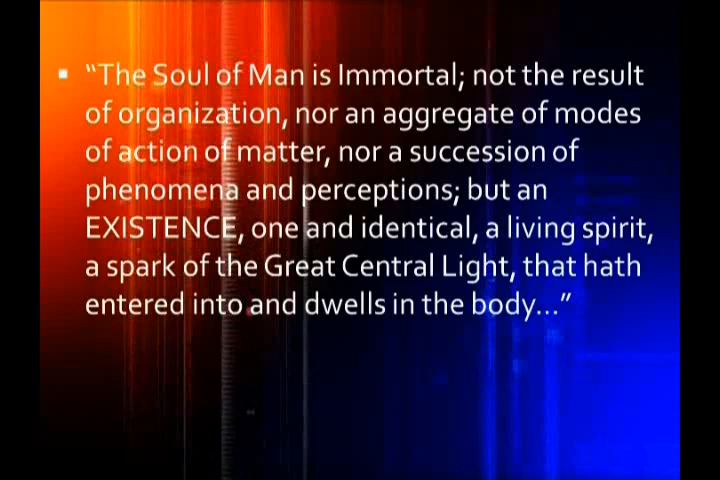 ▪ “The Soul of Man is Immortal; not the result
of organization, nor an aggregate of modes
of action of matter, nor a succession of
phenomena and perceptions; but an
EXISTENCE, one and identical, a living spirit,
a spark of the Great Central Light, that hath
entered into and dwells in the body...”